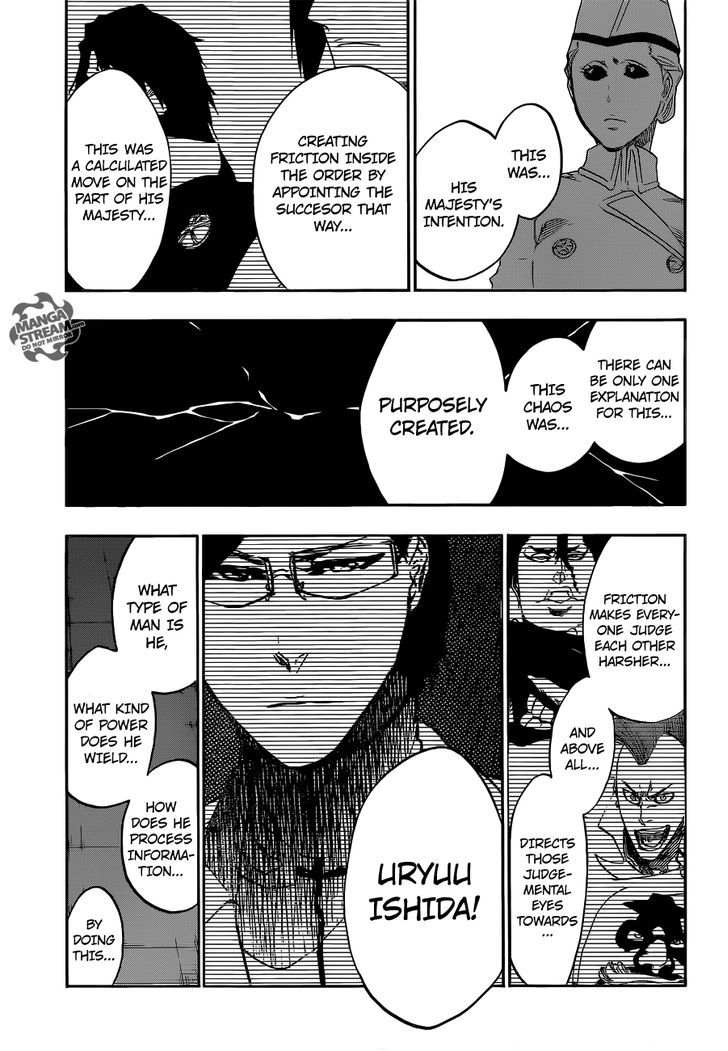 THIS
WAS...
HIS
MAJESTY'S
INTENTION.
CREATING
FRICTION INSIDE
THE ORDER BY
APPOINTING THE
SUCCESOR THAT
WAY...
THIS WAS
A CALCULATED
MOVE ON THE
PART OF HIS
MAJESTY...
MANGA
STREAM.com
DO NOT MIRROR
THERE CAN
BE ONLY ONE
EXPLANATION
FOR THIS...
THIS
CHAOS
WAS...
PURPOSELY
CREATED.
FRICTION
MAKES EVERY-
ONE JUDGE
EACH OTHER
HARSHER...
AND
ABOVE
ALL...
DIRECTS
THOSE
JUDGE-
MENTAL
EYES
TOWARDS
...
URYUU
ISHIDA!
WHAT
TYPE OF
MAN IS
HE,
WHAT KIND
OF POWER
DOES HE
WIELD...
HOW
DOES HE
PROCESS
INFORMA-
TION...
BY
DOING
THIS...